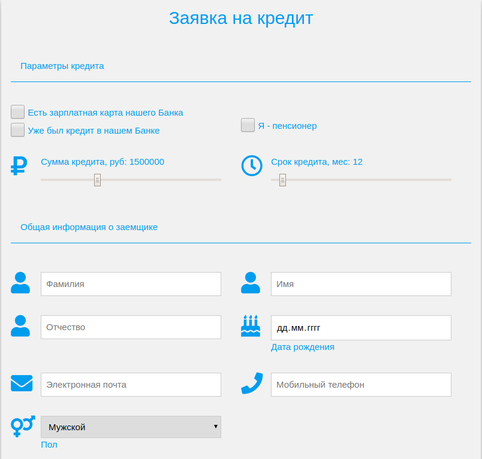 Заявка на кредит
Параметры кредита
Есть зарплатная карта нашего Банка
Я - пенсионер
Уже был кредит в нашем Банке
Сумма кредита, руб: 1500000
Срок кредита, мес: 12
Общая информация о заемщике
Фамилия
Имя
Отчество
дд.мм.гггг
Дата рождения
Электронная почта
Мобильный телефон
Мужской
Пол